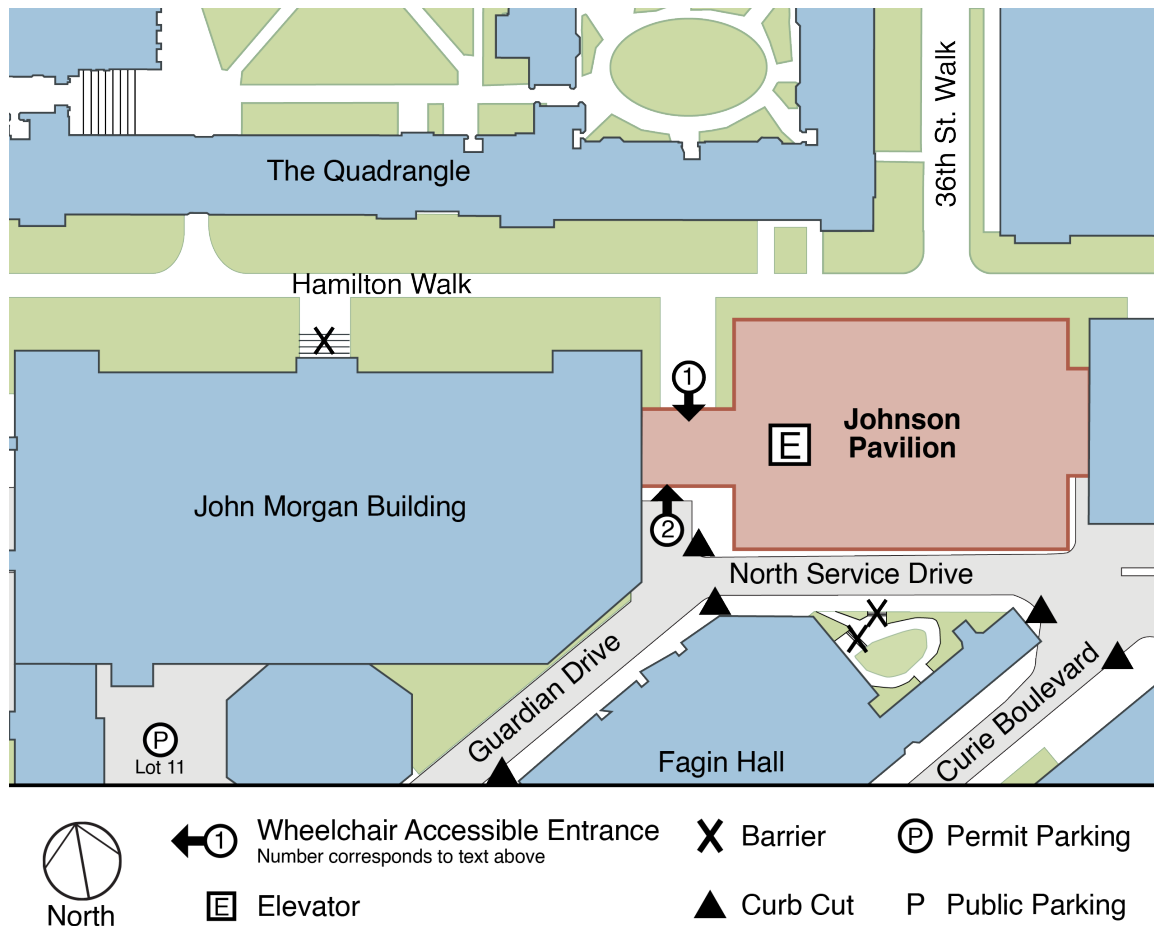 36th St. Walk
The Quadrangle
Hamilton Walk
1
Johnson
Pavilion
E
John Morgan Building
2
North Service Drive
Guardian Drive
Curie Boulevard
P
Lot 11
Fagin Hall
1 Wheelchair Accessible Entrance
Number corresponds to text above
Barrier
P Permit Parking
North
E Elevator
Curb Cut
P Public Parking